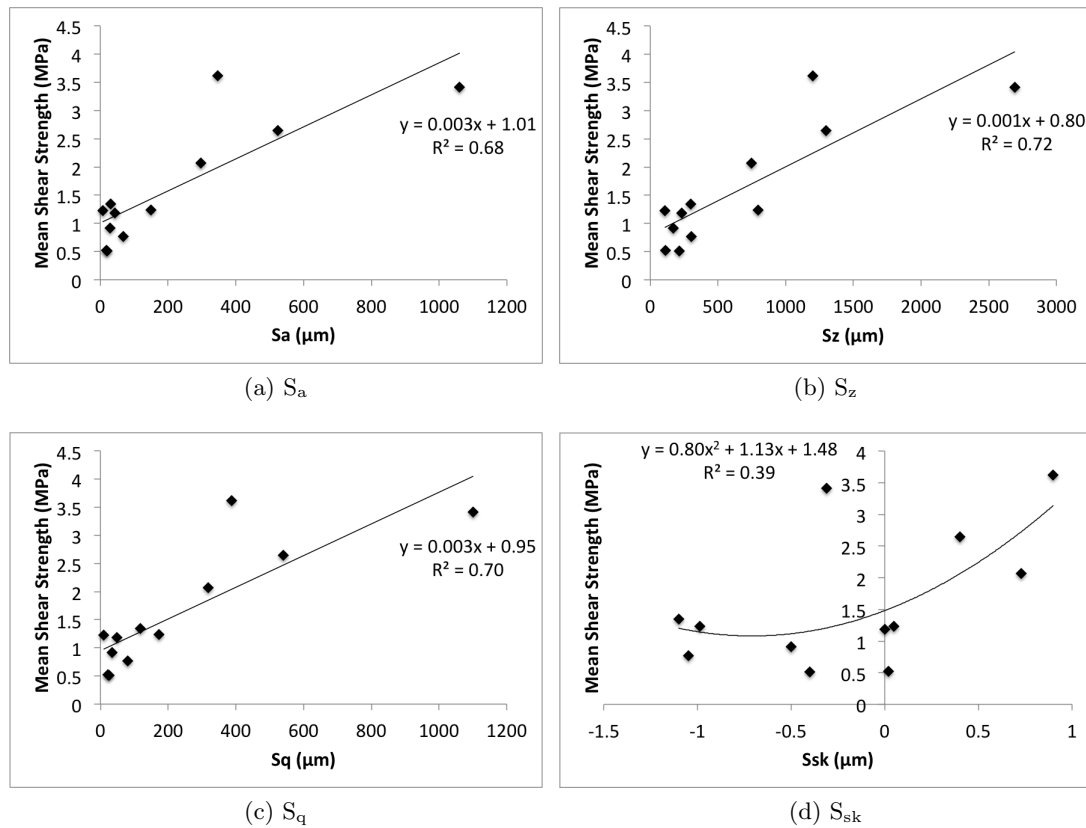 4.5
4
3.5
3
2.5
2
1.5
1
0.5
0
Mean Shear Strength (MPa)
y = 0.003x + 1.01
R² = 0.68
0 200 400 600 800 1000 1200
Sa (µm)
(a) Sₐ
4.5
4
3.5
3
2.5
2
1.5
1
0.5
0
Mean Shear Strength (MPa)
y = 0.001x + 0.80
R² = 0.72
0 500 1000 1500 2000 2500 3000
Sz (µm)
(b) S_z
4.5
4
3.5
3
2.5
2
1.5
1
0.5
0
Mean Shear Strength (MPa)
y = 0.003x + 0.95
R² = 0.70
0 200 400 600 800 1000 1200
Sq (µm)
(c) S_q
y = 0.80x² + 1.13x + 1.48
R² = 0.39
4
3.5
3
2.5
2
1.5
1
0.5
0
Mean Shear Strength (MPa)
-1.5 -1 -0.5 0 0.5 1
Ssk (µm)
(d) S_sk